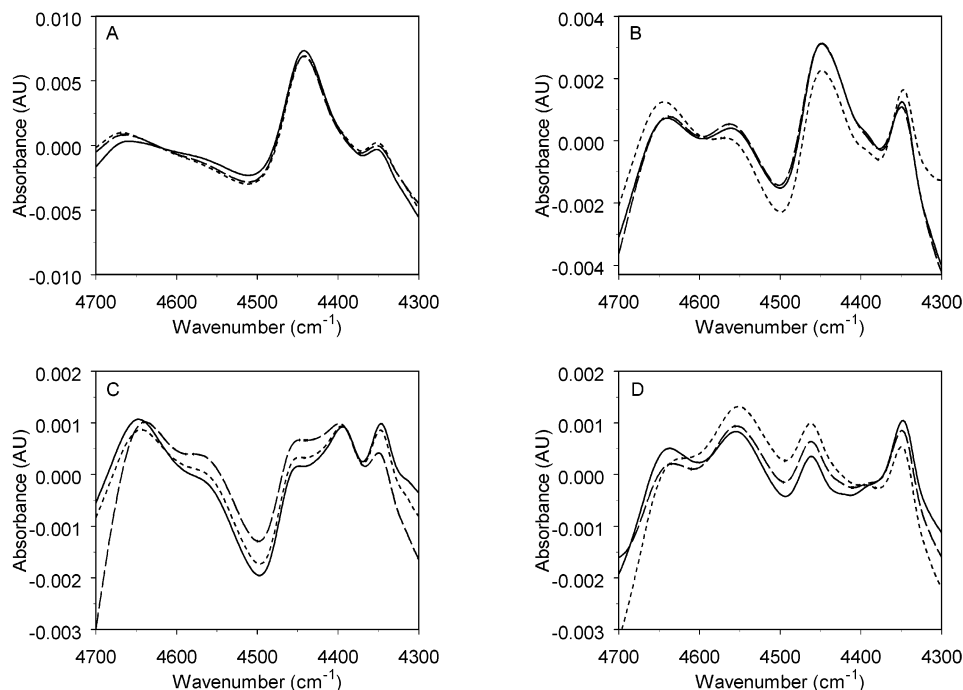 A
Absorbance (AU)
0.010
0.005
0.000
-0.005
-0.010
4700 4600 4500 4400 4300
Wavenumber (cm-1)
B
Absorbance (AU)
0.004
0.002
0.000
-0.002
-0.004
4700 4600 4500 4400 4300
Wavenumber (cm-1)
C
Absorbance (AU)
0.002
0.001
0.000
-0.001
-0.002
-0.003
4700 4600 4500 4400 4300
Wavenumber (cm-1)
D
Absorbance (AU)
0.002
0.001
0.000
-0.001
-0.002
-0.003
4700 4600 4500 4400 4300
Wavenumber (cm-1)